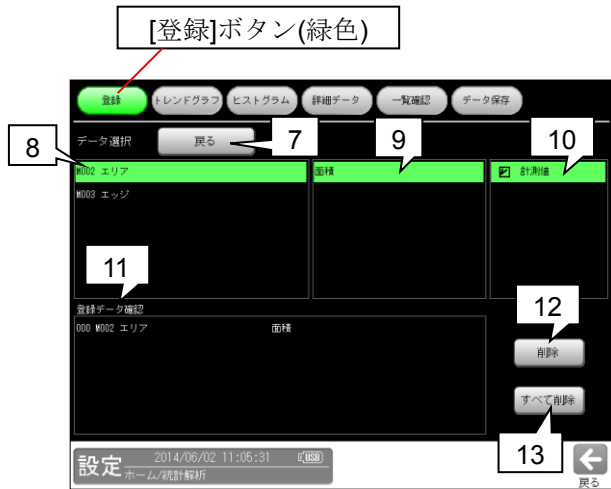 [登録]ボタン(緑色)
登録 トレンドグラフ ヒストグラム 詳細データ 一覧確認 データ保存
8 データ選択 戻る 7 9 10
M002 エリア 面積 計測値
M003 エッジ
11
登録データ確認 12
000 M002 エリア 面積
削除
すべて削除
設定 2014/06/02 11:05:31 USB 13
ホーム/統計解析
戻る